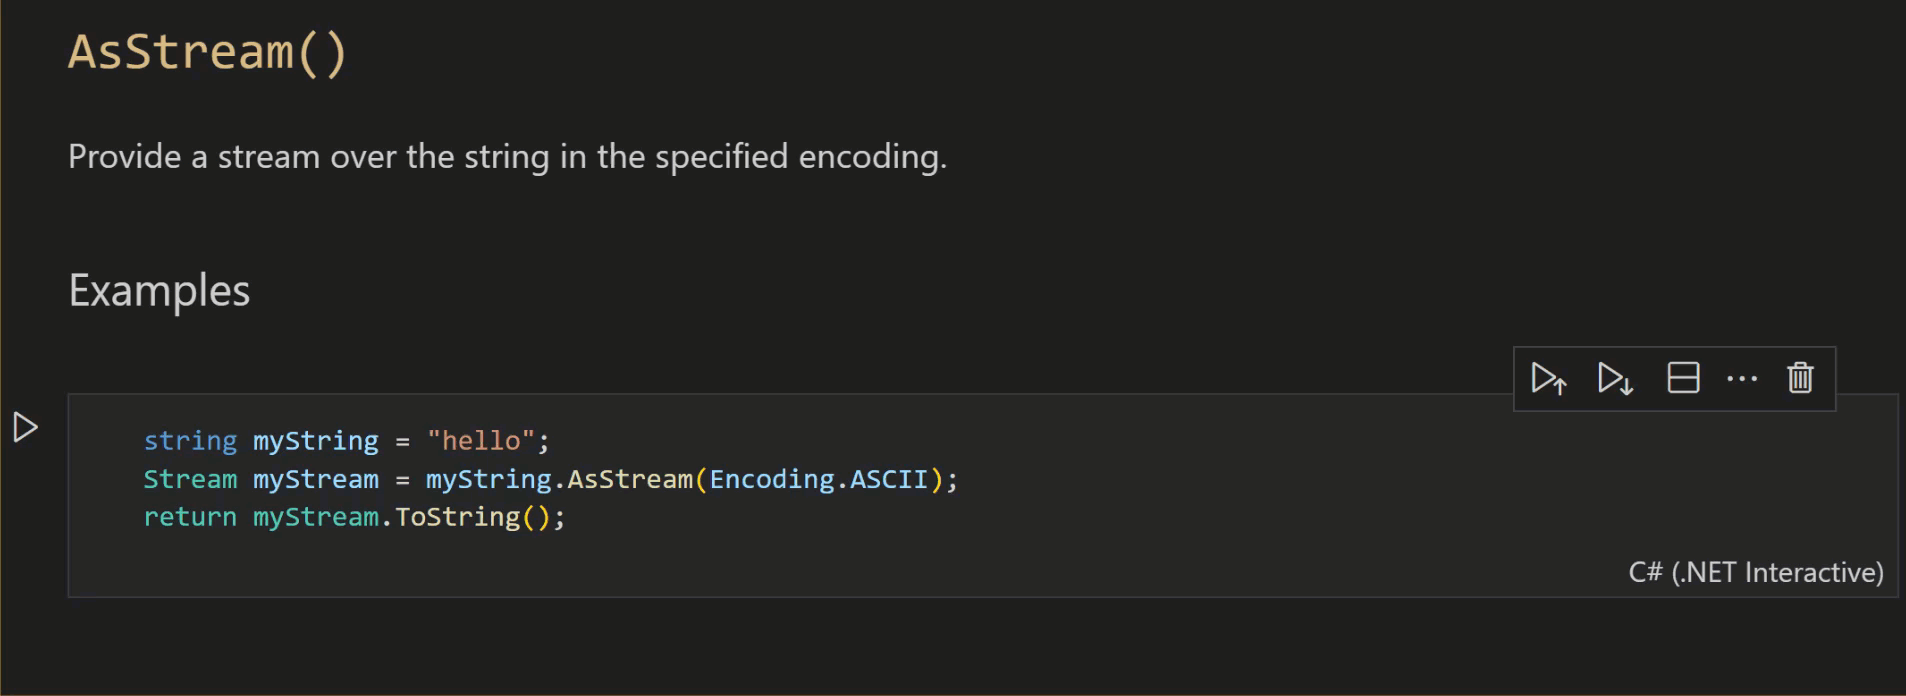 AsStream()
Provide a stream over the string in the specified encoding.
Examples
string myString = "hello";
Stream myStream = myString.AsStream(Encoding.ASCII);
return myStream.ToString();
C# (.NET Interactive)